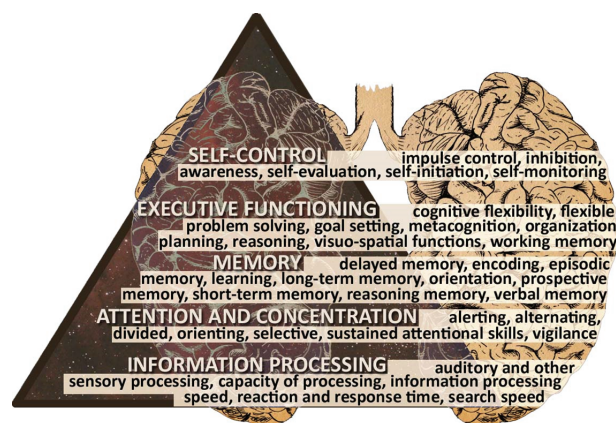 SELF-CONTROL impulse control, inhibition,
awareness, self-evaluation, self-initiation, self-monitoring
EXECUTIVE FUNCTIONING cognitive flexibility, flexible
problem solving, goal setting, metacognition, organization
planning, reasoning, visuo-spatial functions, working memory
MEMORY delayed memory, encoding, episodic
memory, learning, long-term memory, orientation, prospective
memory, short-term memory, reasoning memory, verbal memory
ATTENTION AND CONCENTRATION alerting, alternating,
divided, orienting, selective, sustained attentional skills, vigilance
INFORMATION PROCESSING auditory and other
sensory processing, capacity of processing, information processing
speed, reaction and response time, search speed